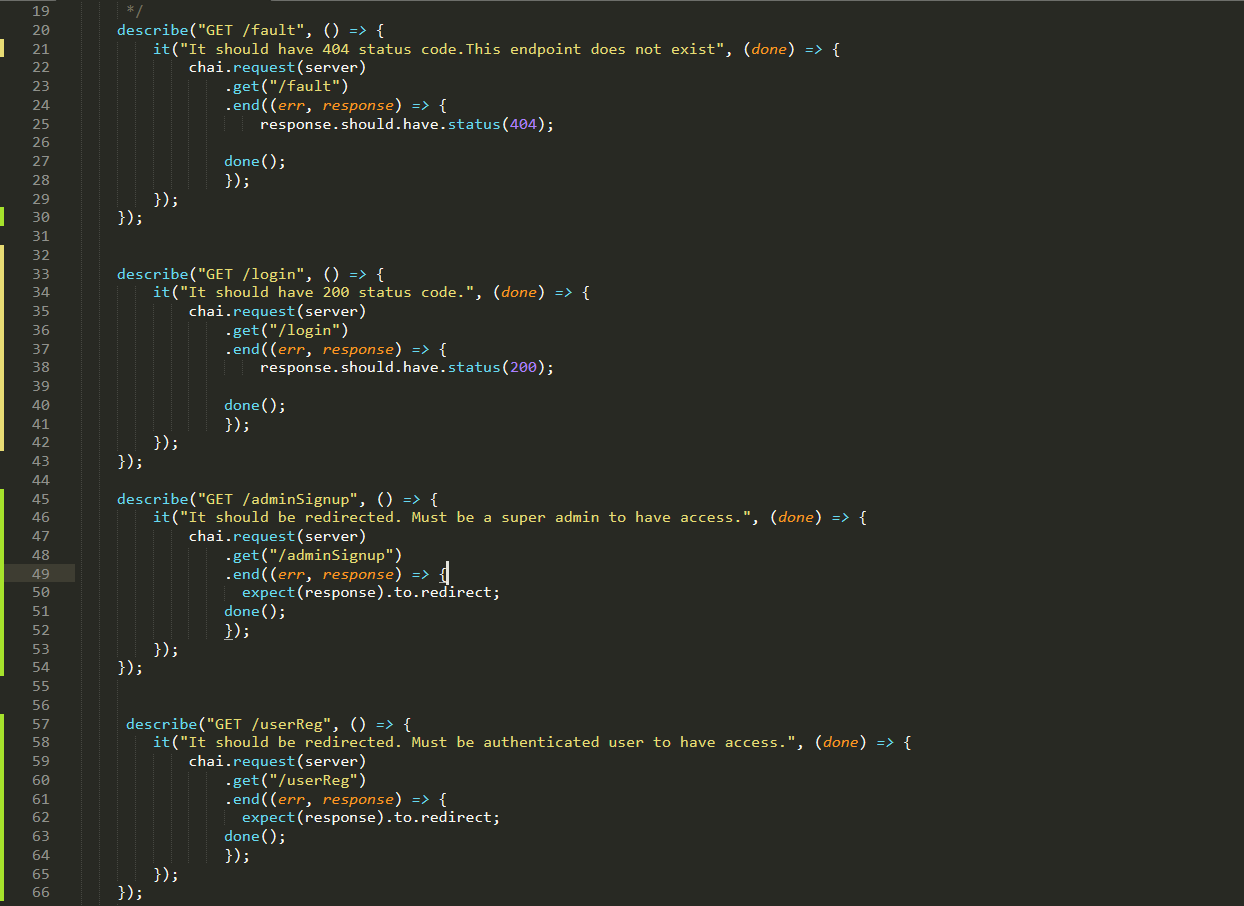 19 */
20 describe("GET /fault", () => {
21 it("It should have 404 status code.This endpoint does not exist", (done) => {
22 chai.request(server)
23 .get("/fault")
24 .end((err, response) => {
25 response.should.have.status(404);
26
27 done();
28 });
29 });
30 });
31
32
33 describe("GET /login", () => {
34 it("It should have 200 status code.", (done) => {
35 chai.request(server)
36 .get("/login")
37 .end((err, response) => {
38 response.should.have.status(200);
39
40 done();
41 });
42 });
43 });
44
45 describe("GET /adminSignup", () => {
46 it("It should be redirected. Must be a super admin to have access.", (done) => {
47 chai.request(server)
48 .get("/adminSignup")
49 .end((err, response) => {
50 expect(response).to.redirect;
51 done();
52 });
53 });
54 });
55
56
57 describe("GET /userReg", () => {
58 it("It should be redirected. Must be authenticated user to have access.", (done) => {
59 chai.request(server)
60 .get("/userReg")
61 .end((err, response) => {
62 expect(response).to.redirect;
63 done();
64 });
65 });
66 });